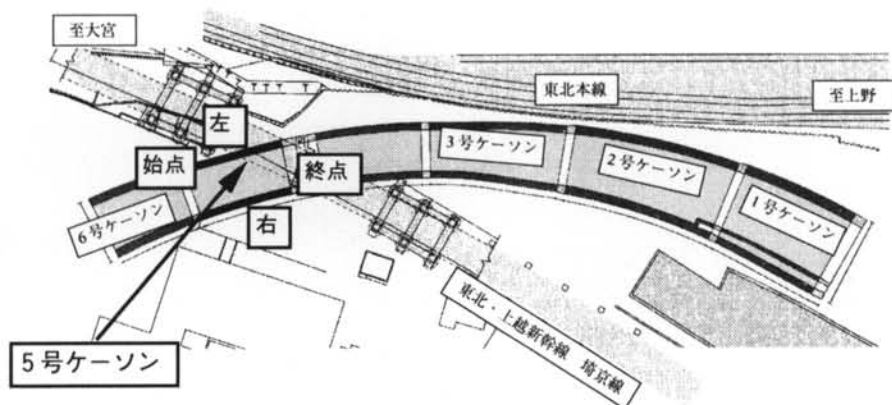 至大宮
東北本線
至上野
左
3号ケーソン
始点
終点
2号ケーソン
1号ケーソン
6号ケーソン
右
東北・上越新幹線 埼京線
5号ケーソン